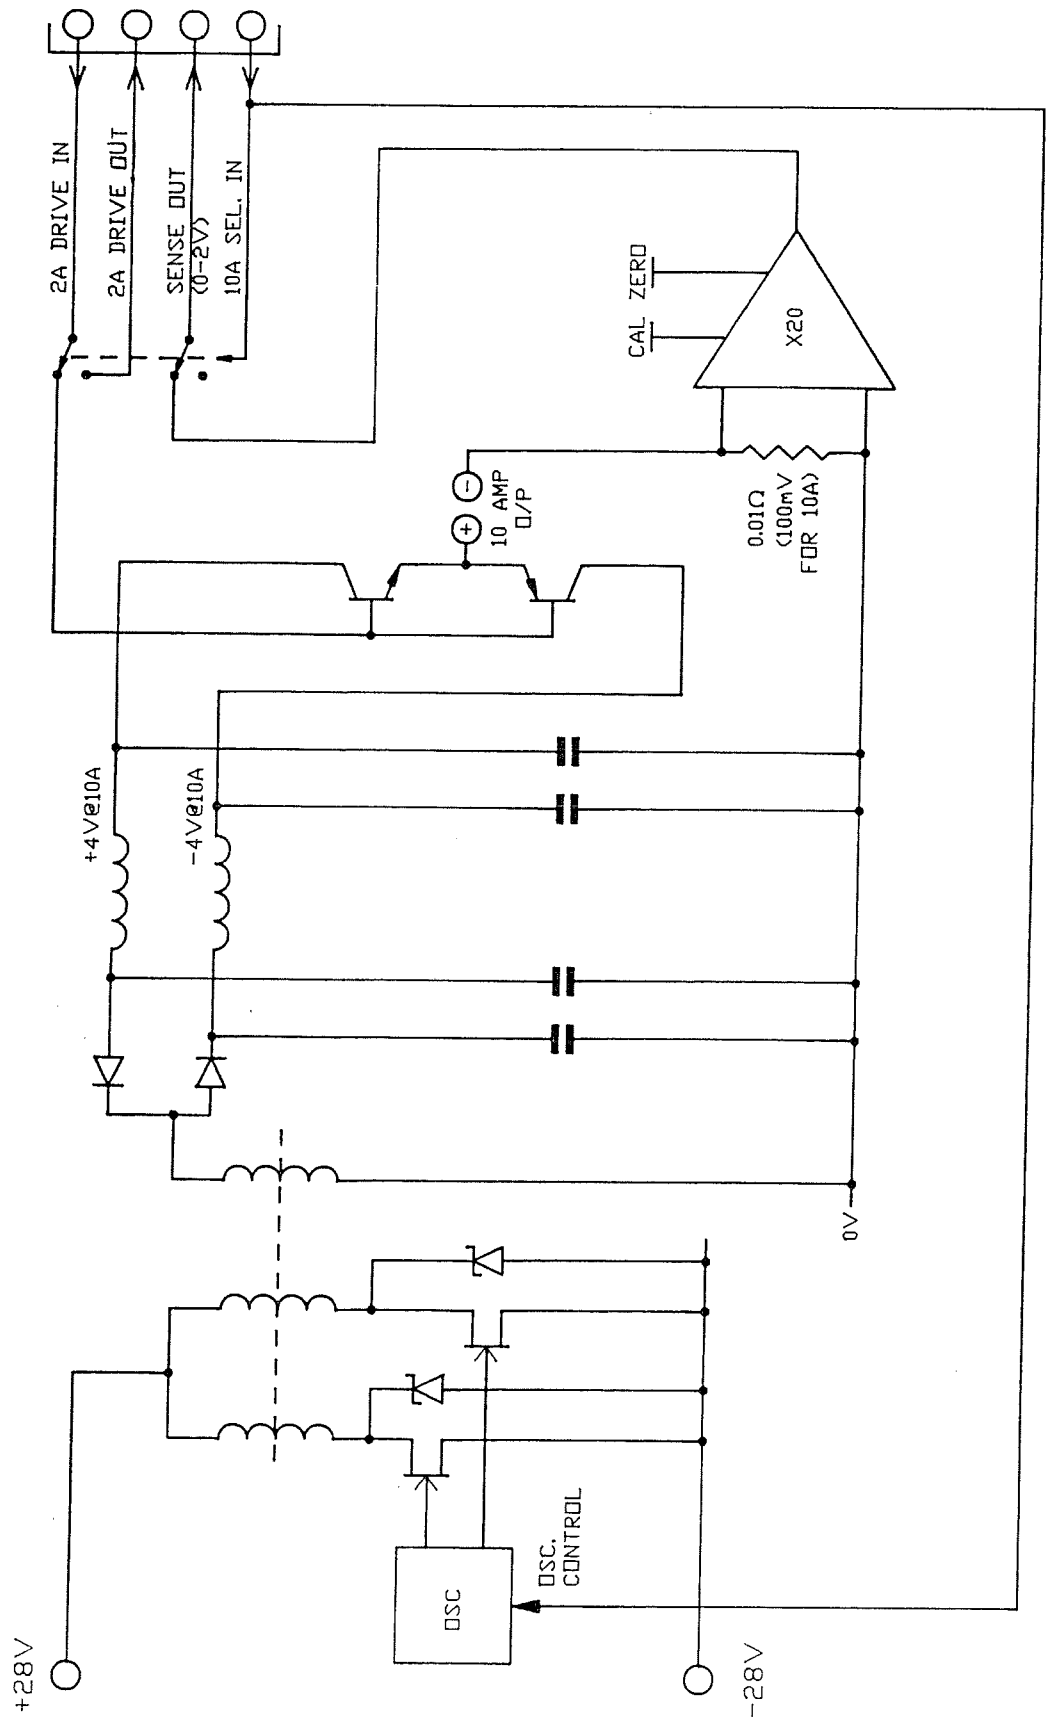 2A DRIVE IN
2A DRIVE OUT
SENSE OUT
(0-2V)
10A SEL. IN
CAL
ZERO
X20
10 AMP
O/P
+
-
0.01Ω
(100mV
FOR 10A)
+4V@10A
-4V@10A
0V
OSC
OSC.
CONTROL
+28V
-28V